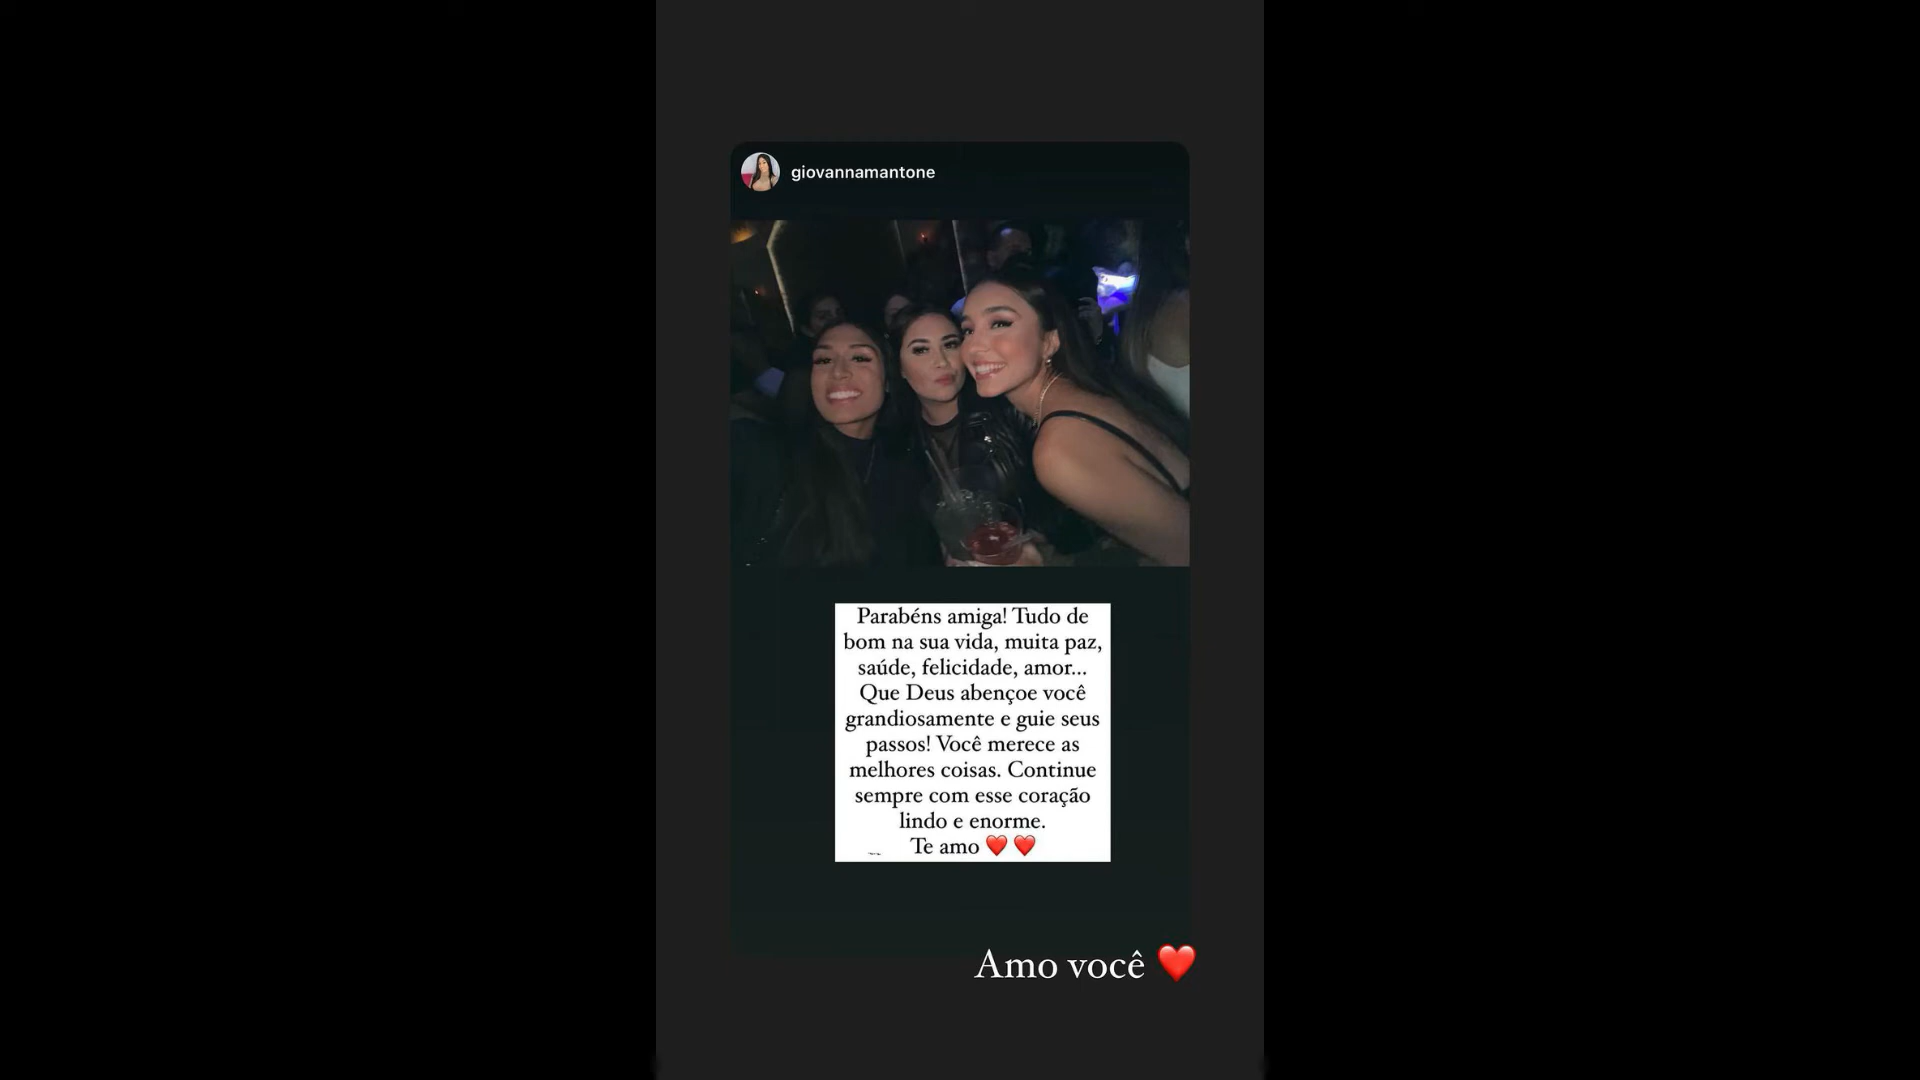 giovannamantone
Parabéns amiga! Tudo de
bom na sua vida, muita paz,
saúde, felicidade, amor...
Que Deus abençoe você
grandiosamente e guie seus
passos! Você merece as
melhores coisas. Continue
sempre com esse coração
lindo e enorme.
Te amo ❤️ ❤️
Amo você ❤️